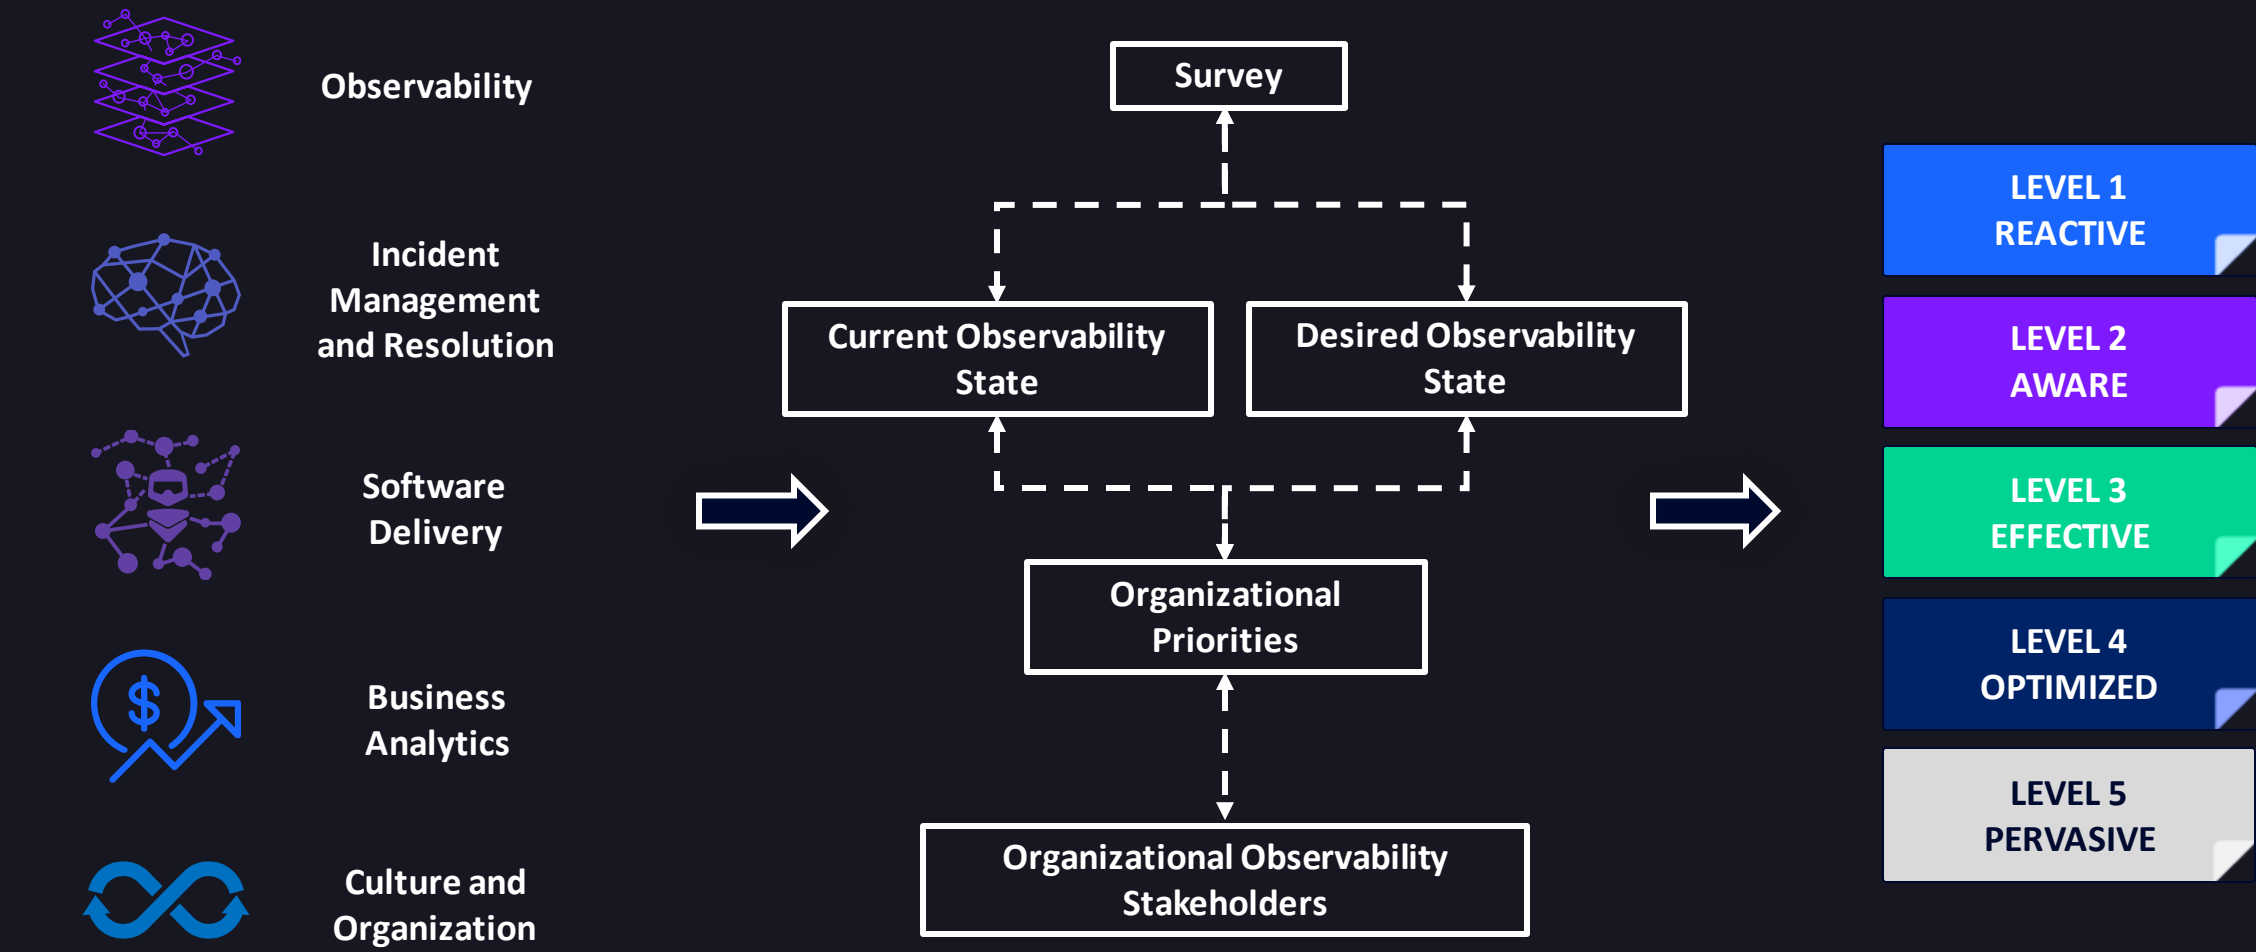 Observability
Incident
Management
and Resolution
Software
Delivery
Business
Analytics
Culture and
Organization
Survey
Current Observability
State
Desired Observability
State
Organizational
Priorities
Organizational Observability
Stakeholders
LEVEL 1
REACTIVE
LEVEL 2
AWARE
LEVEL 3
EFFECTIVE
LEVEL 4
OPTIMIZED
LEVEL 5
PERVASIVE